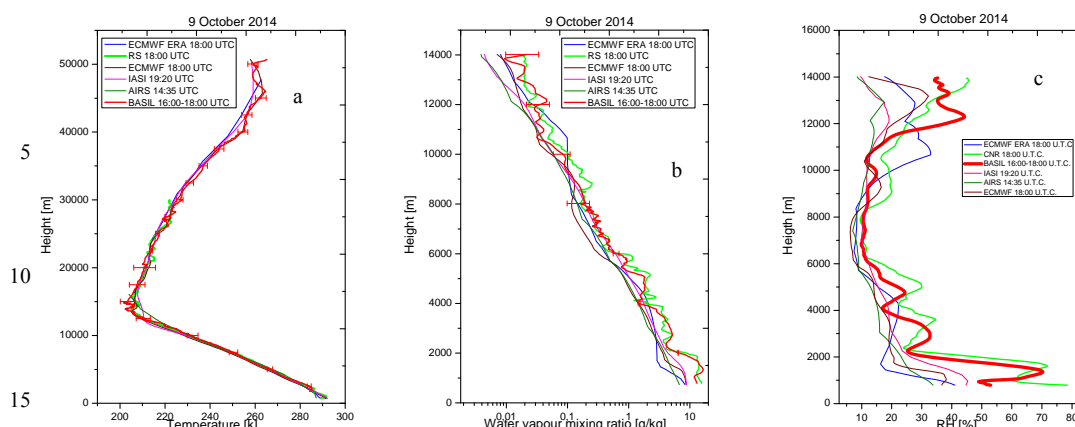 5
10
15
9 October 2014
ECMWF ERA 18:00 UTC
RS 18:00 UTC
ECMWF 18:00 UTC
IASI 19:20 UTC
AIRS 14:35 UTC
BASIL 16:00-18:00 UTC
a
50000
40000
30000
20000
10000
0
Height [m]
200 220 240 260 280 300
Temperature [k]
9 October 2014
ECMWF ERA 18:00 UTC
RS 18:00 UTC
ECMWF 18:00 UTC
IASI 19:20 UTC
AIRS 14:35 UTC
BASIL 16:00-18:00 UTC
b
14000
12000
10000
8000
6000
4000
2000
0
Height [m]
0,01 0,1 1 10
Water vapour mixing ratio [g/kg]
9 October 2014
c
ECMWF ERA 18:00 U.T.C
CNR 18:00 U.T.C.
BASIL 16:00-18:00 U.T.C.
IASI 19:20 U.T.C.
AIRS 14:35 U.T.C.
ECMWF 18:00 U.T.C.
16000
14000
12000
10000
8000
6000
4000
2000
0
Heigth [m]
10 20 30 40 50 60 70 80
RH [%]